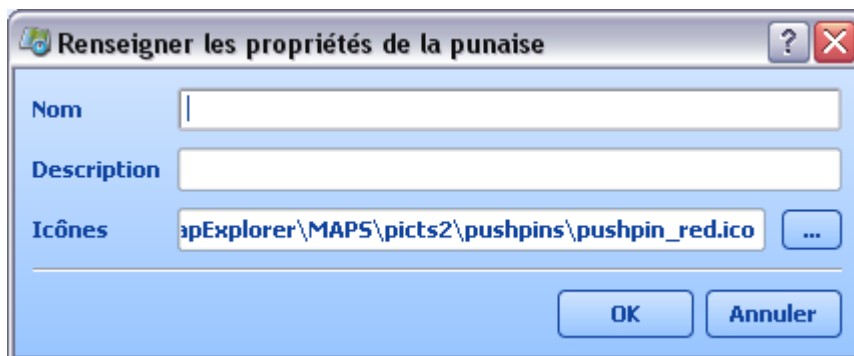 Renseigner les propriétés de la punaise
Nom
Description
Icônes apExplorer\MAPS\picts2\pushpins\pushpin_red.ico ...
OK Annuler